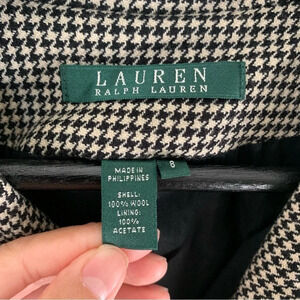 LAUREN
RALPH LAUREN
8
MADE IN
PHILIPPINES
SHELL:
100% WOOL
LINING:
100%
ACETATE